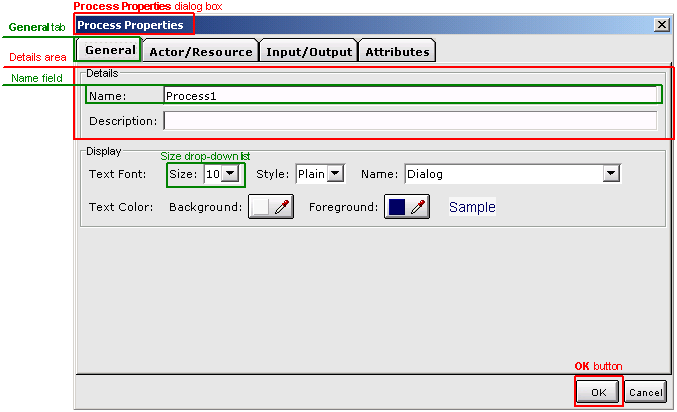 Process Properties dialog box
General tab
Process Properties
Details area
General Actor/Resource Input/Output Attributes
Name field
Details
Name: Process1
Description:
Display
Size drop-down list
Text Font: Size: 10 Style: Plain Name: Dialog
Text Color: Background: Foreground: Sample
OK button
OK Cancel